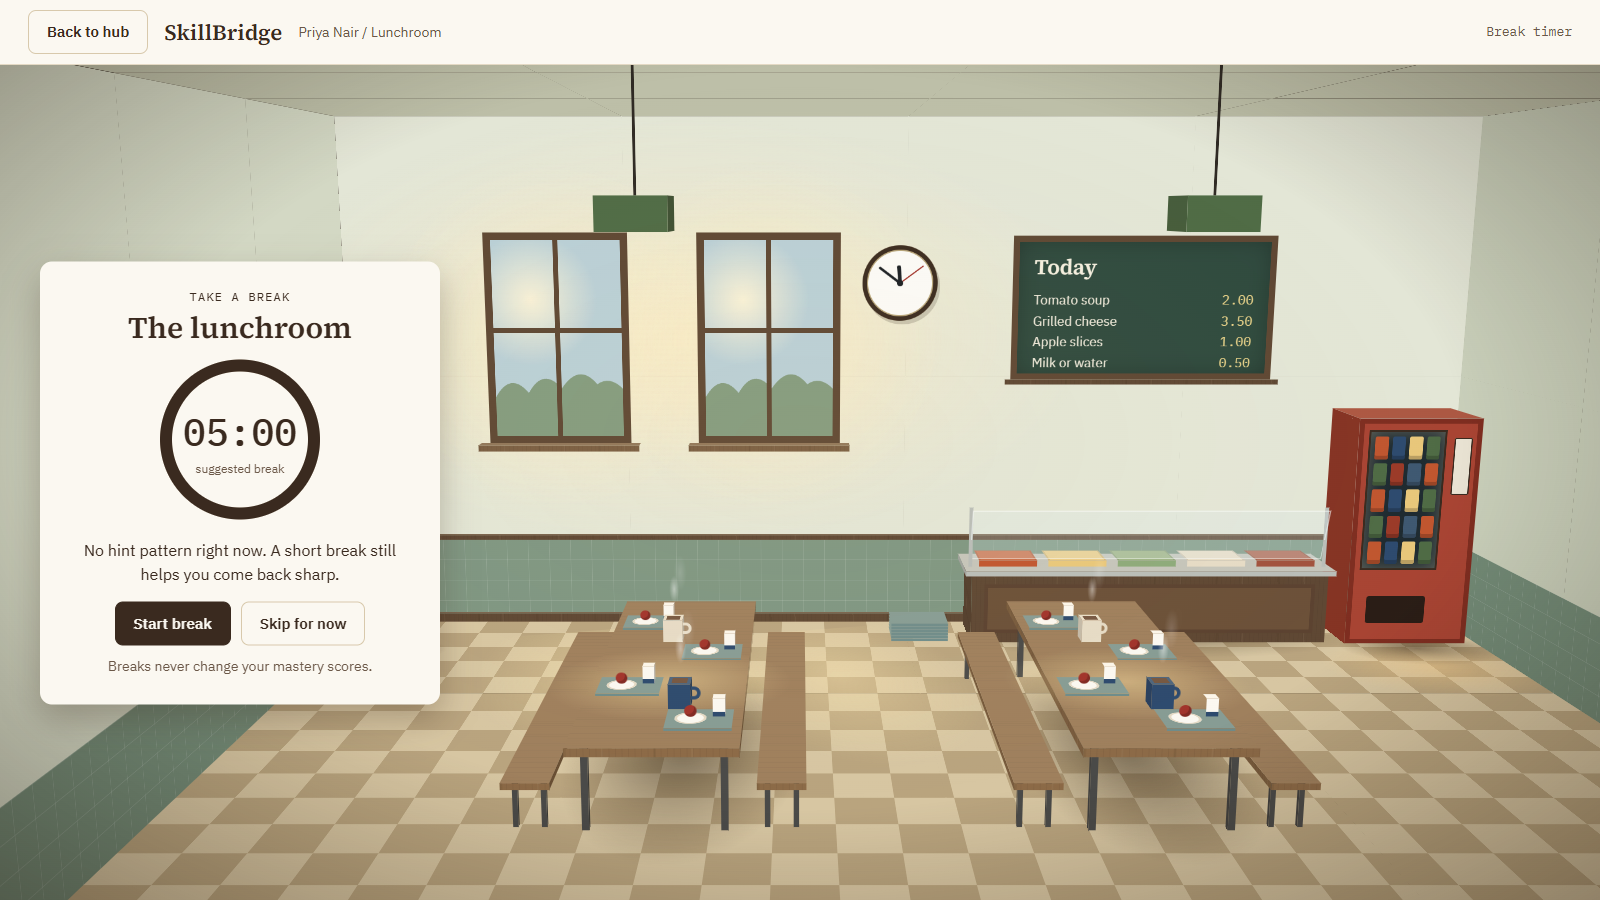 Back to hub
SkillBridge
Priya Nair / Lunchroom
Break timer
TAKE A BREAK
The lunchroom
05:00
suggested break
No hint pattern right now. A short break still
helps you come back sharp.
Start break
Skip for now
Breaks never change your mastery scores.
Today
Tomato soup 2.00
Grilled cheese 3.50
Apple slices 1.00
Milk or water 0.50